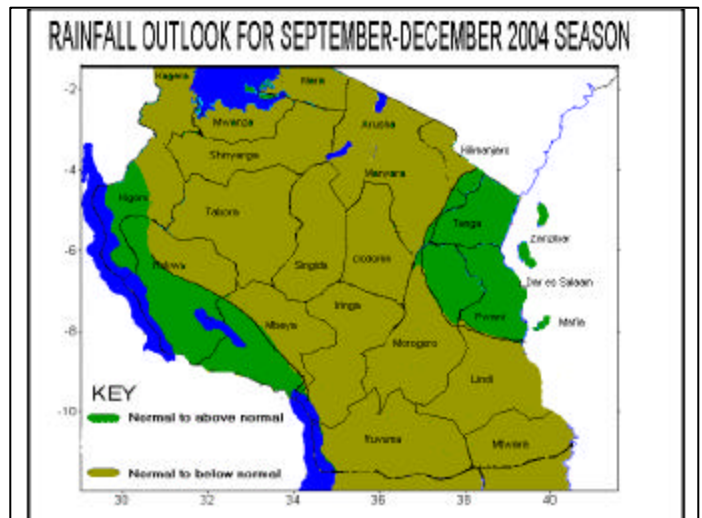 RAINFALL OUTLOOK FOR SEPTEMBER-DECEMBER 2004 SEASON
Kagera
Mara
-2
Mwanza
Arusha
Kilimanjaro
Shinyanga
-4
Manyara
Kigoma
Tabora
Tanga
Zanzibar
-6
Rukwa
Singida
Dodoma
Dar es Salaam
Iringa
Pwani
Mafia
Mbeya
-8
Morogoro
Lindi
KEY
-10
Normal to above normal
Ruvuma
Mtwara
Normal to below normal
30
32
34
36
38
40